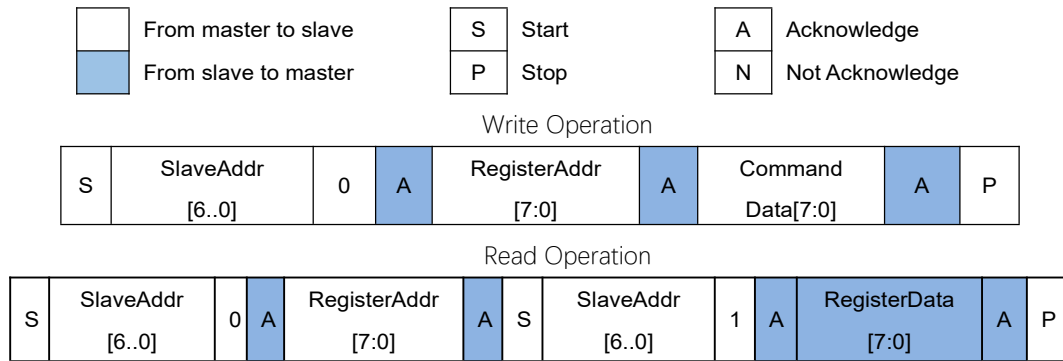 From master to slave S Start A Acknowledge
From slave to master P Stop N Not Acknowledge
Write Operation
S SlaveAddr [6..0] 0 A RegisterAddr [7:0] A Command Data[7:0] A P
Read Operation
S SlaveAddr [6..0] 0 A RegisterAddr [7:0] A S SlaveAddr [6..0] 1 A RegisterData [7:0] A P